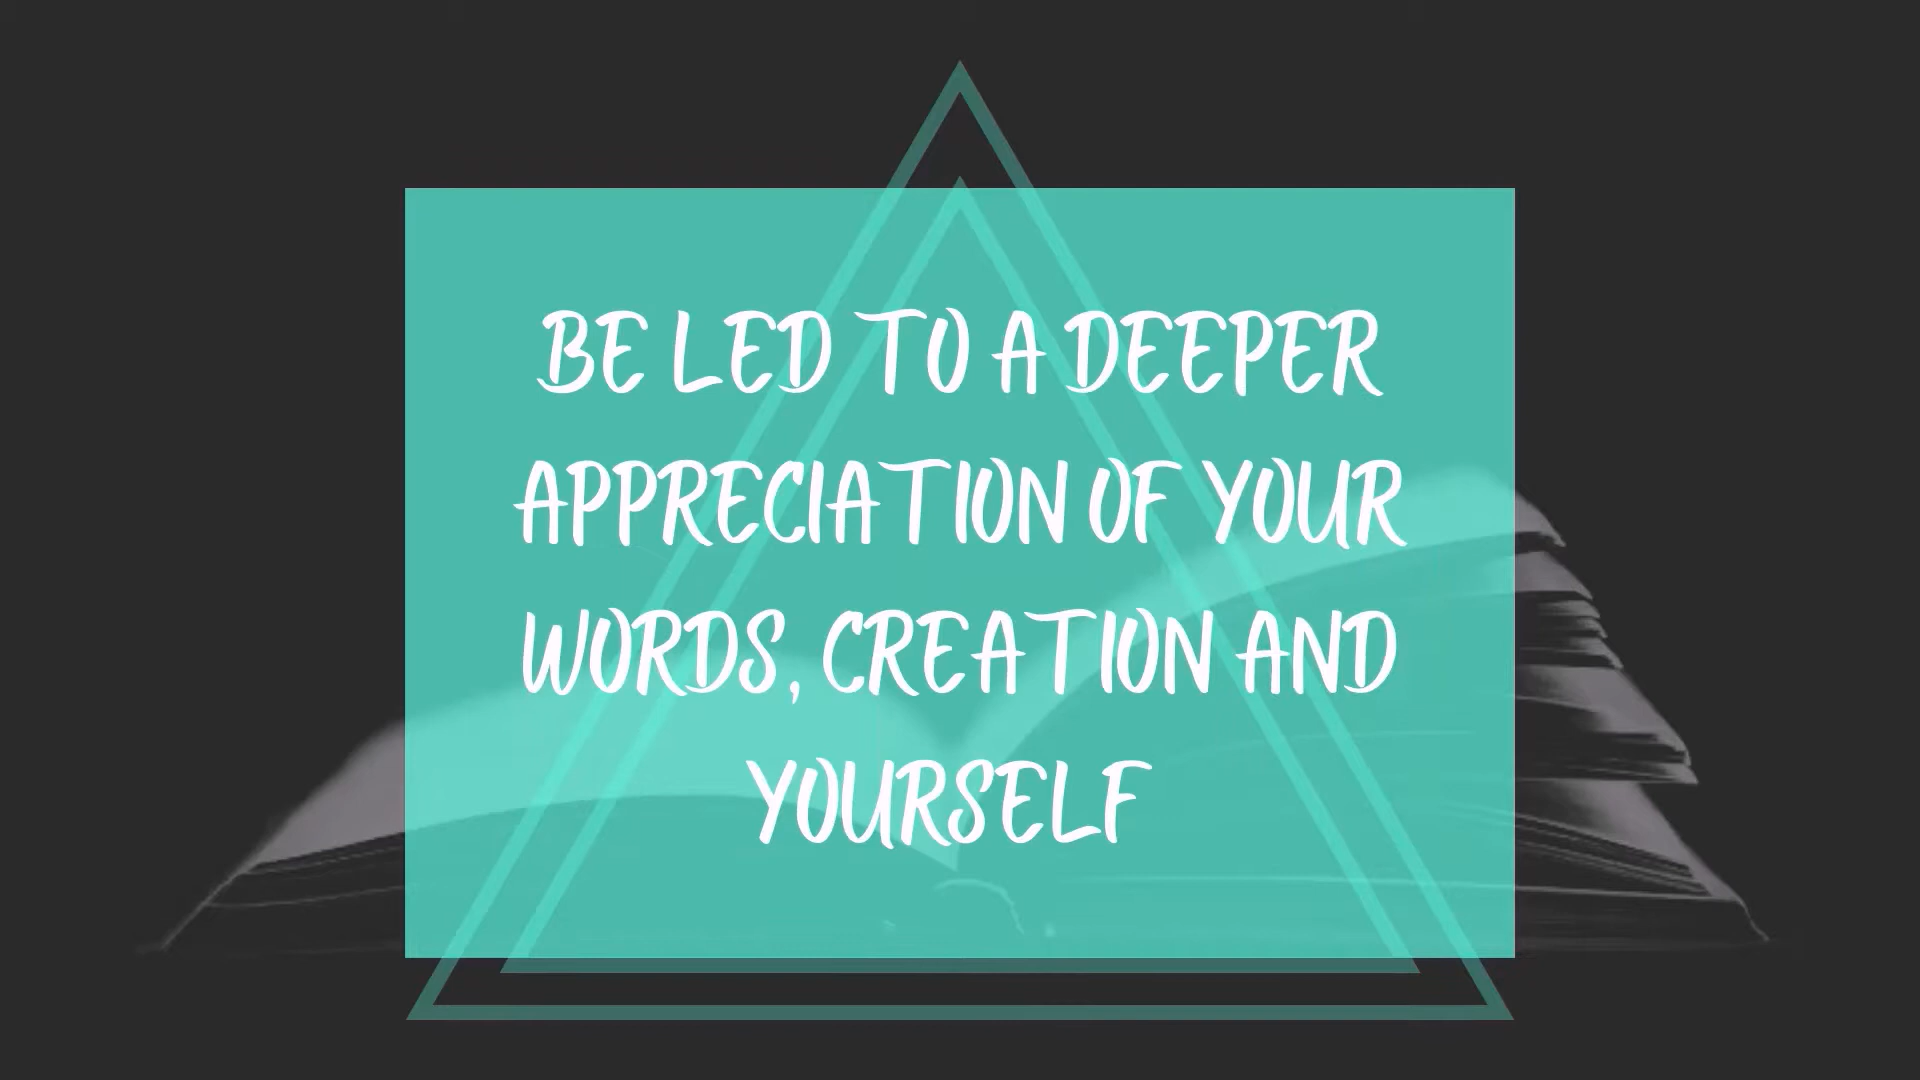 BE LED TO A DEEPER
APPRECIATION OF YOUR
WORDS, CREATION AND
YOURSELF